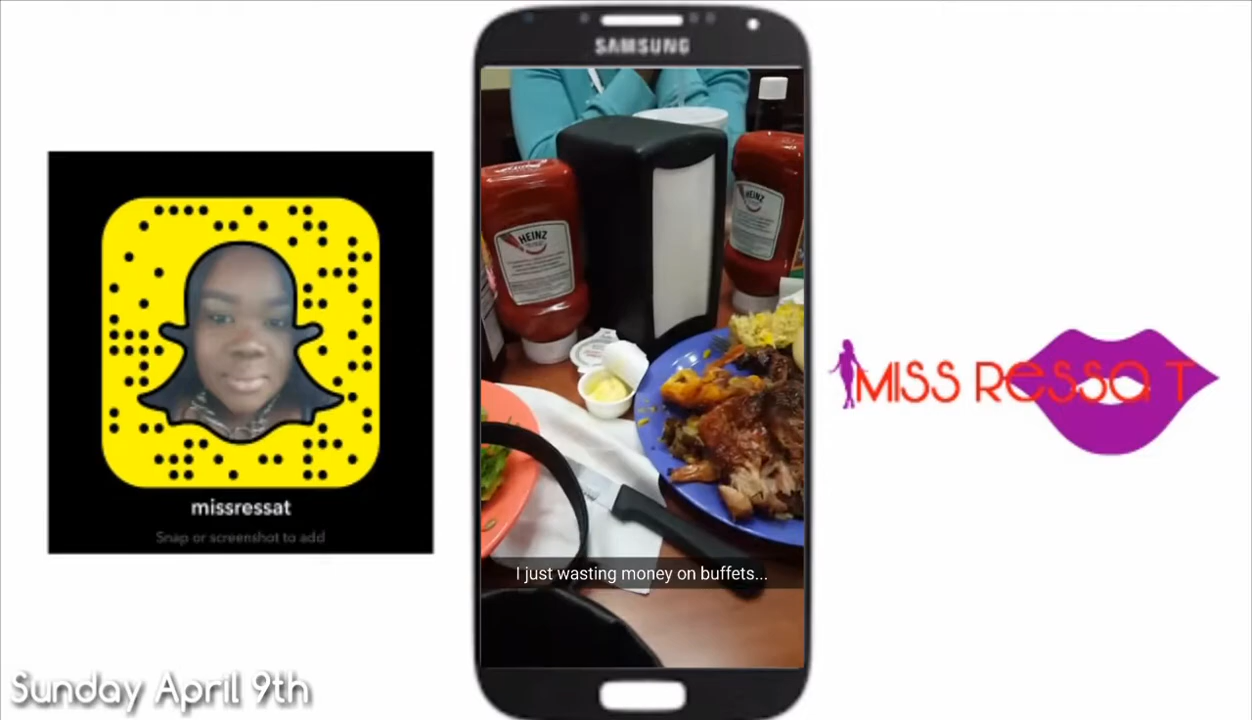 SAMSUNG
HEINZ
HEINZ
MISS Ressa T
missressat
Snap or screenshot to add
I just wasting money on buffets...
Sunday April 9th